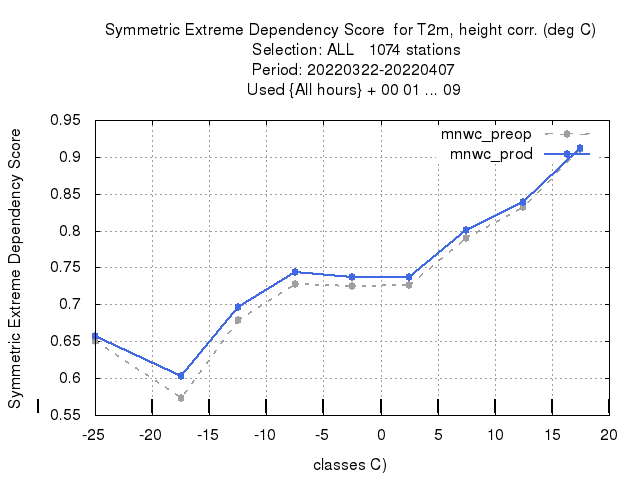 Symmetric Extreme Dependency Score  for T2m, height corr. (deg C)
Selection: ALL   1074 stations
Period: 20220322-20220407
Used {All hours} + 00 01 ... 09
Symmetric Extreme Dependency Score
0.95
0.9
0.85
0.8
0.75
0.7
0.65
0.6
0.55
mnwc_preop
mnwc_prod
-25 -20 -15 -10 -5 0 5 10 15 20
classes C)